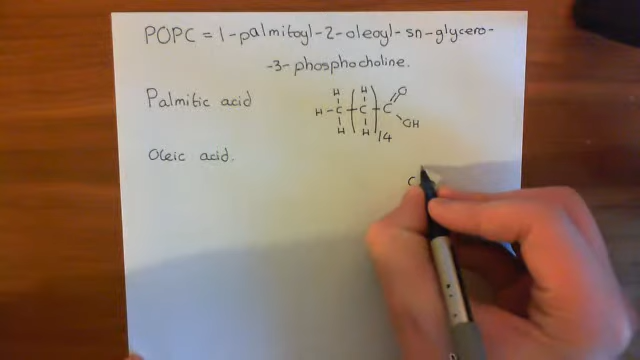 POPC = 1-palmitoyl-2-oleoyl-sn-glycero-
-3-phosphocholine.
Palmitic acid
H H O
H-C-(C)-C
OH
H H 14
Oleic acid.
C